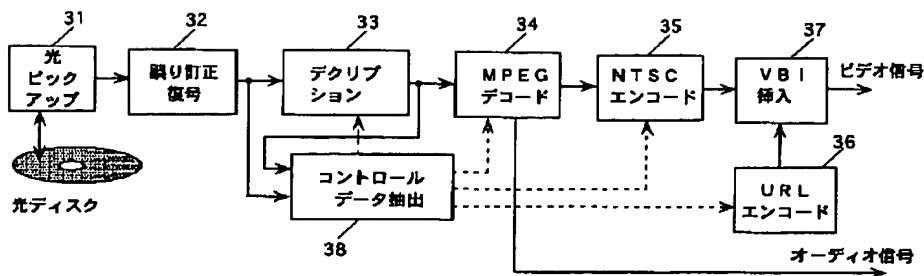 31
光
ピック
アップ
光ディスク
32
誤り訂正
復号
33
デクリプ
ション
コントロール
データ抽出
38
34
MPEG
デコード
35
NTSC
エンコード
37
VBI
挿入
ビデオ信号
36
URL
エンコード
オーディオ信号